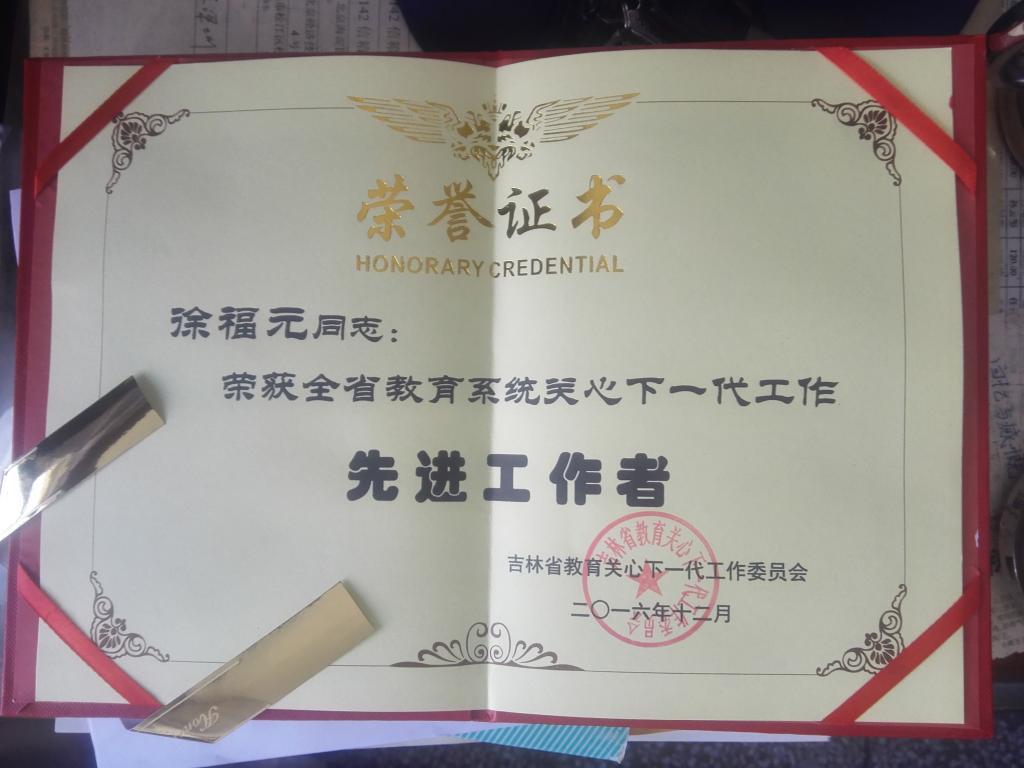 荣誉证书
HONORARY CREDENTIAL
徐福元同志：
荣获全省教育系统关心下一代工作
先进工作者
吉林省教育关心下一代工作委员会
二〇一六年十二月